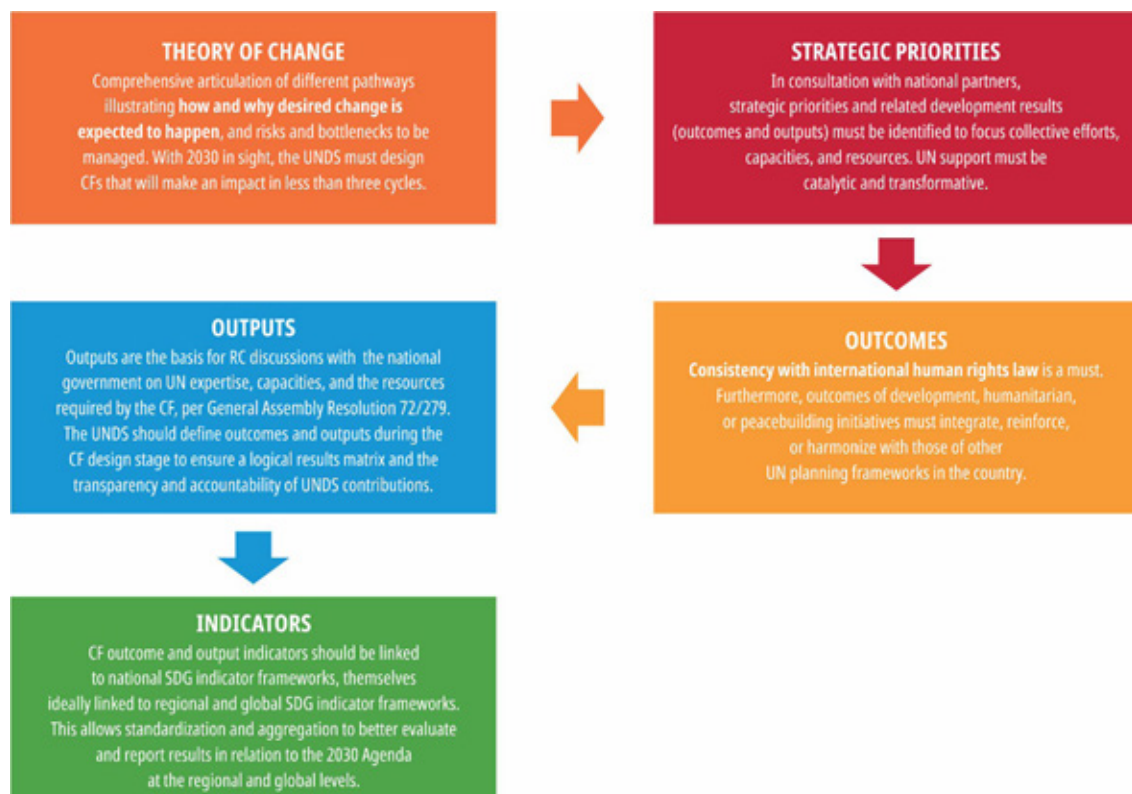 THEORY OF CHANGE
Comprehensive articulation of different pathways
illustrating how and why desired change is
expected to happen, and risks and bottlenecks to be
managed. With 2030 in sight, the UNDS must design
CFs that will make an impact in less than three cycles.
STRATEGIC PRIORITIES
In consultation with national partners,
strategic priorities and related development results
(outcomes and outputs) must be identified to focus collective efforts,
capacities, and resources. UN support must be
catalytic and transformative.
OUTCOMES
Consistency with international human rights law is a must.
Furthermore, outcomes of development, humanitarian,
or peacebuilding initiatives must integrate, reinforce,
or harmonize with those of other
UN planning frameworks in the country.
OUTPUTS
Outputs are the basis for RC discussions with the national
government on UN expertise, capacities, and the resources
required by the CF, per General Assembly Resolution 72/279.
The UNDS should define outcomes and outputs during the
CF design stage to ensure a logical results matrix and the
transparency and accountability of UNDS contributions.
INDICATORS
CF outcome and output indicators should be linked
to national SDG indicator frameworks, themselves
ideally linked to regional and global SDG indicator frameworks.
This allows standardization and aggregation to better evaluate
and report results in relation to the 2030 Agenda
at the regional and global levels.